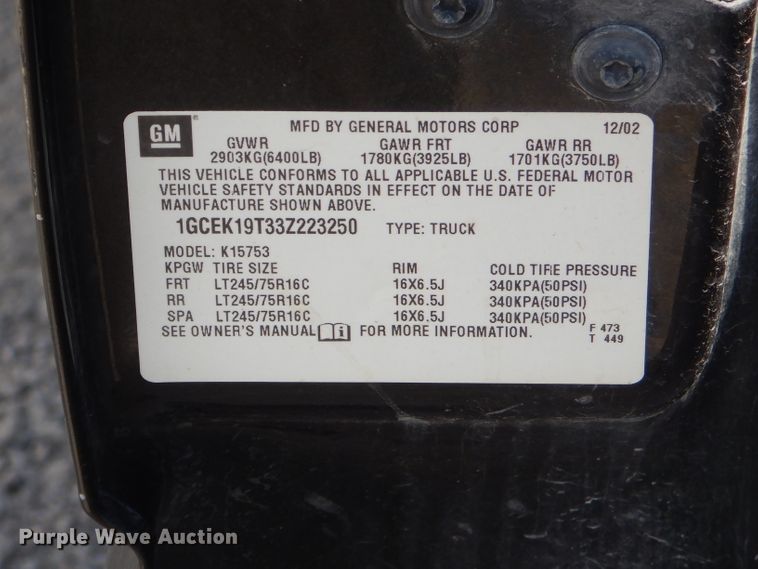 GM
MFD BY GENERAL MOTORS CORP 12/02
GVWR GAWR FRT GAWR RR
2903KG(6400LB) 1780KG(3925LB) 1701KG(3750LB)
THIS VEHICLE CONFORMS TO ALL APPLICABLE U.S. FEDERAL MOTOR
VEHICLE SAFETY STANDARDS IN EFFECT ON THE DATE OF
MANUFACTURE SHOWN ABOVE.
1GCEK19T33Z223250 TYPE: TRUCK
MODEL: K15753
KPGW TIRE SIZE RIM COLD TIRE PRESSURE
FRT LT245/75R16C 16X6.5J 340KPA(50PSI)
RR LT245/75R16C 16X6.5J 340KPA(50PSI)
SPA LT245/75R16C 16X6.5J 340KPA(50PSI)
SEE OWNER'S MANUAL FOR MORE INFORMATION.
F 473
T 449
Purple Wave Auction